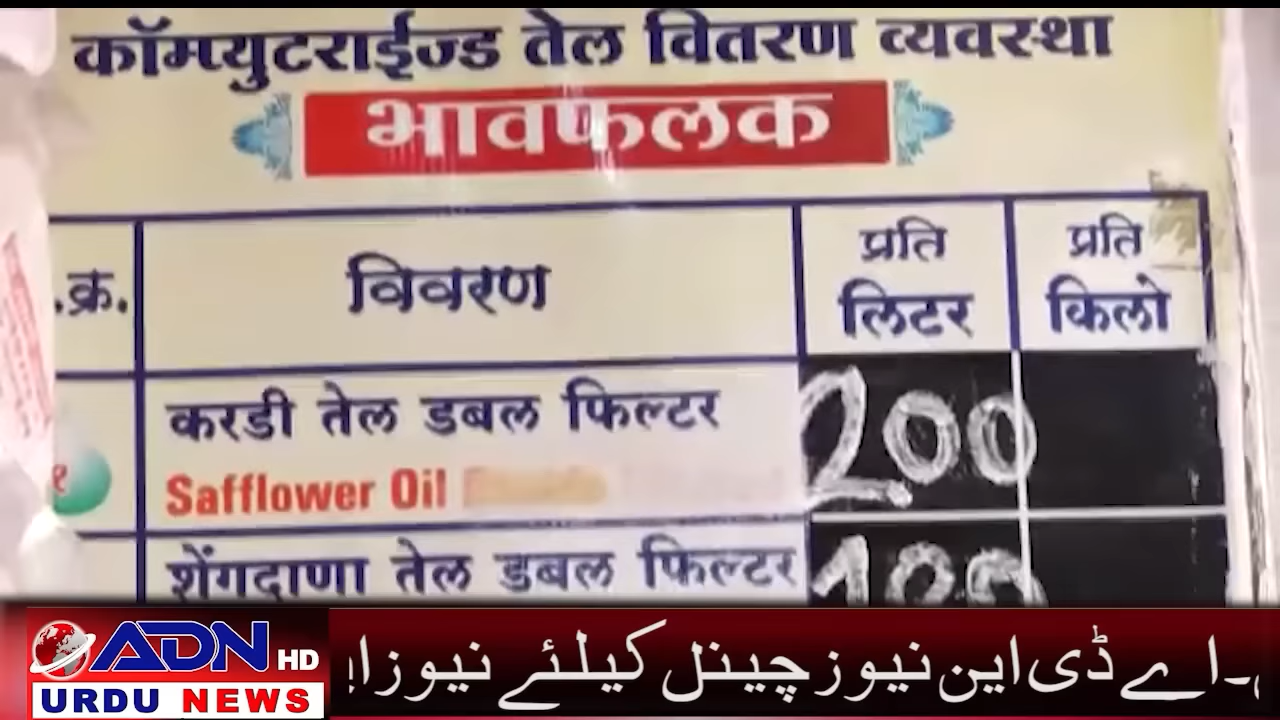 कॉम्प्युटराईज्ड तेल वितरण व्यवस्था
भावफलक
.क्र.
विवरण
प्रति
लिटर
प्रति
किलो
१
करडी तेल डबल फिल्टर
200
Safflower Oil
शेंगदाणा तेल डबल फिल्टर
ADN HD
URDU NEWS
۔اے ڈی این نیوز چینل کیلئے نیوز